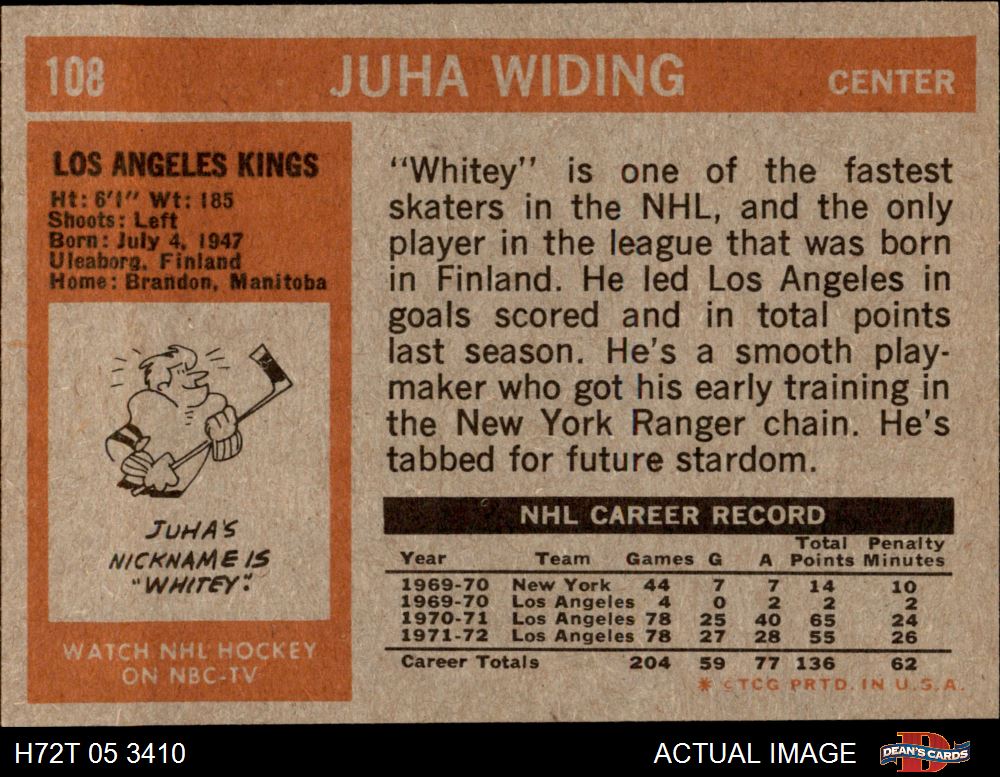 108
JUHA WIDING
CENTER
LOS ANGELES KINGS
Ht: 6'1" Wt: 185
Shoots: Left
Born: July 4, 1947
Uleaborg, Finland
Home: Brandon, Manitoba
JUHA'S
NICKNAME IS
"WHITEY".
WATCH NHL HOCKEY
ON NBC-TV
"Whitey" is one of the fastest
skaters in the NHL, and the only
player in the league that was born
in Finland. He led Los Angeles in
goals scored and in total points
last season. He's a smooth play-
maker who got his early training in
the New York Ranger chain. He's
tabbed for future stardom.
NHL CAREER RECORD
Total Penalty
Year Team Games G A Points Minutes
1969-70 New York 44 7 7 14 10
1969-70 Los Angeles 4 0 2 2 2
1970-71 Los Angeles 78 25 40 65 24
1971-72 Los Angeles 78 27 28 55 26
Career Totals 204 59 77 136 62
* ©TCG PRTD. IN U.S.A.
H72T 05 3410
ACTUAL IMAGE
DEAN'S CARDS